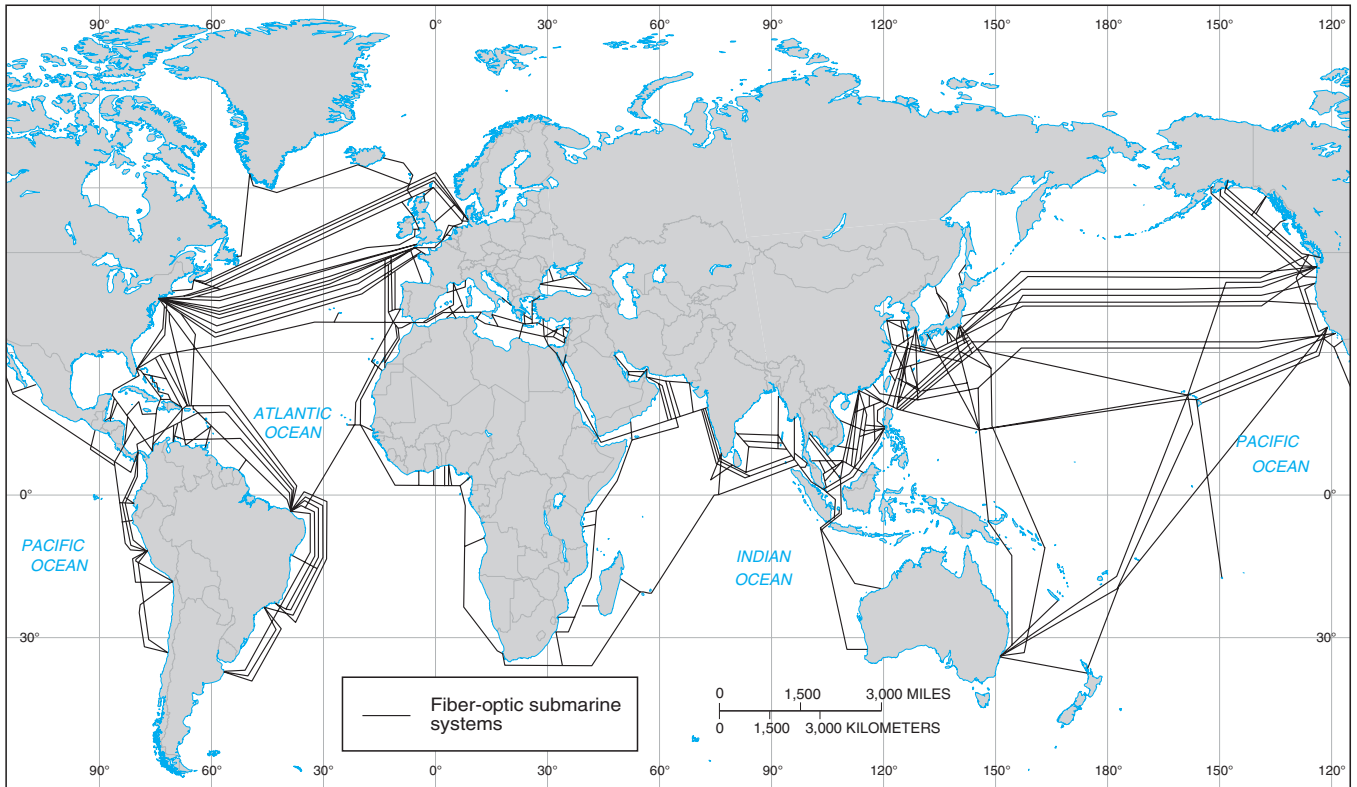 90° 60° 30° 0° 30° 60° 90° 120° 150° 180° 150° 120°
ATLANTIC
OCEAN
PACIFIC
OCEAN
0° 0°
PACIFIC
OCEAN
INDIAN
OCEAN
30° 30°
Fiber-optic submarine
systems
0 1,500 3,000 MILES
0 1,500 3,000 KILOMETERS
90° 60° 30 0° 30° 60° 90° 120° 150° 180° 150° 120°